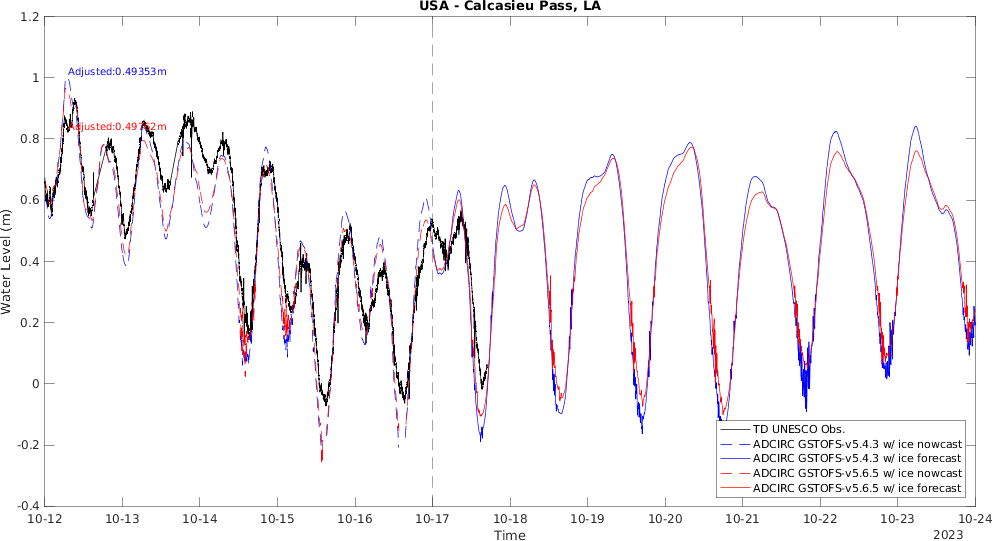 USA - Calcasieu Pass, LA
1.2
1
0.8
0.6
0.4
0.2
0
-0.2
-0.4
Water Level (m)
Adjusted:0.49353m
TD UNESCO Obs.
ADCIRC GSTOFS-v5.4.3 w/ ice nowcast
ADCIRC GSTOFS-v5.4.3 w/ ice forecast
ADCIRC GSTOFS-v5.6.5 w/ ice nowcast
ADCIRC GSTOFS-v5.6.5 w/ ice forecast
10-12 10-13 10-14 10-15 10-16 10-17 10-18 10-19 10-20 10-21 10-22 10-23 10-24
Time
2023